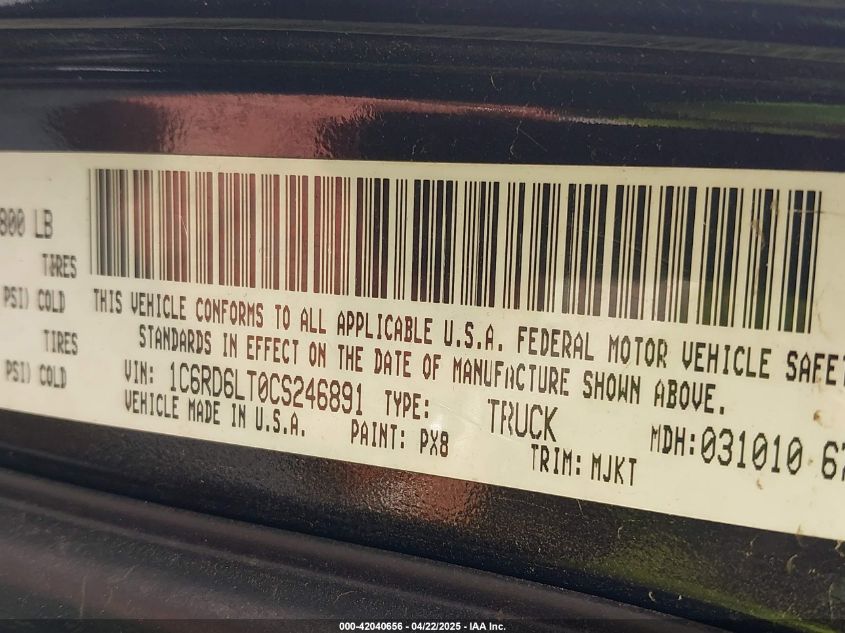 800 LB
TIRES
PSI) COLD
TIRES
PSI) COLD
THIS VEHICLE CONFORMS TO ALL APPLICABLE U.S.A. FEDERAL MOTOR VEHICLE SAFET
STANDARDS IN EFFECT ON THE DATE OF MANUFACTURE SHOWN ABOVE.
VIN: 1C6RD6LT0CS246891 TYPE: TRUCK
VEHICLE MADE IN U.S.A.
PAINT: PX8
MDH:031010 67
TRIM: MJKT
000-42040656 - 04/22/2025 - IAA Inc.